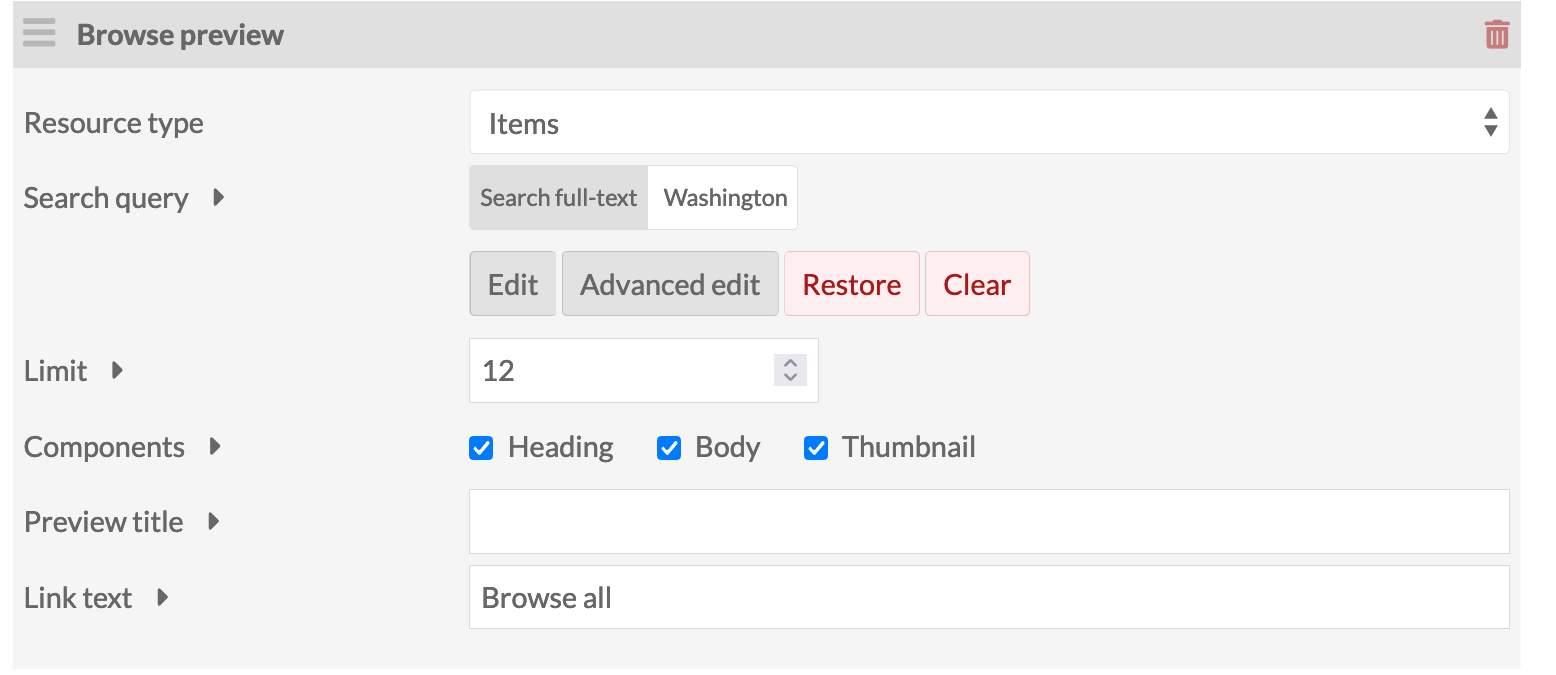 Browse preview
Resource type Items
Search query Search full-text Washington
Edit Advanced edit Restore Clear
Limit 12
Components Heading Body Thumbnail
Preview title
Link text Browse all